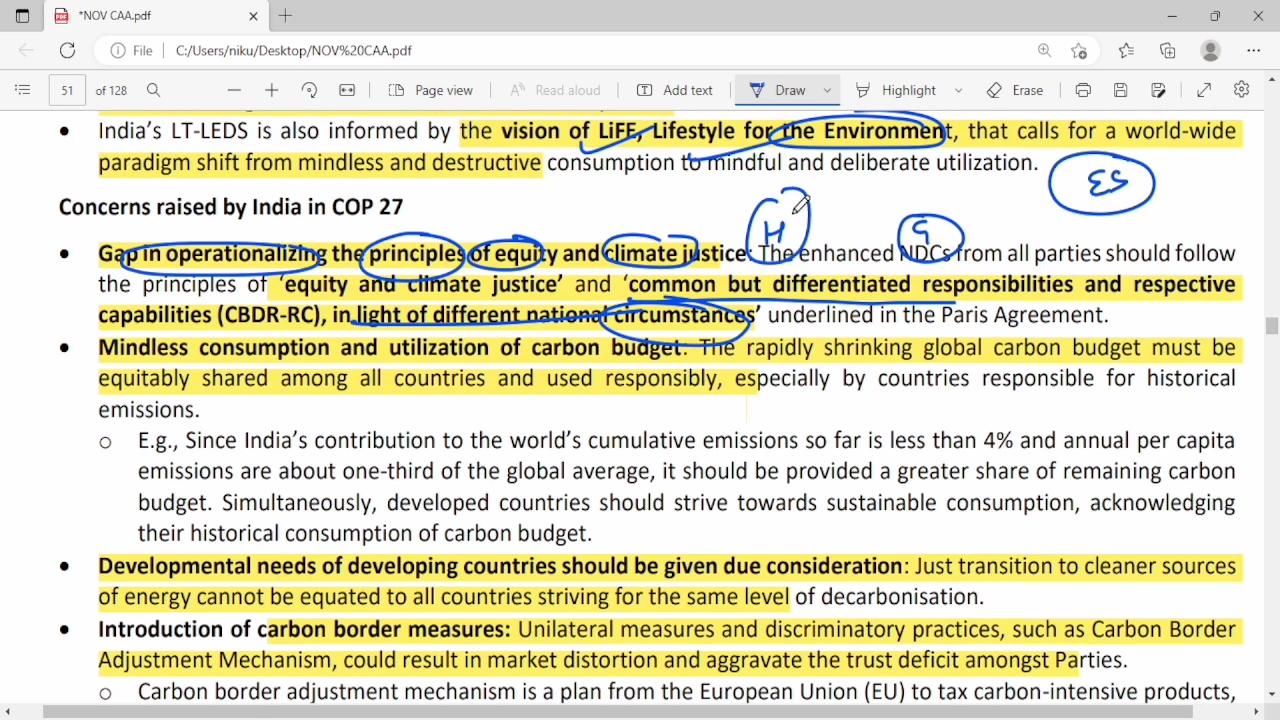 *NOV CAA.pdf
File
C:/Users/niku/Desktop/NOV%20CAA.pdf
51 of 128
Page view
Read aloud
Add text
Draw
Highlight
Erase
• India's LT-LEDS is also informed by the vision of LiFE, Lifestyle for the Environment, that calls for a world-wide
paradigm shift from mindless and destructive consumption to mindful and deliberate utilization.
ES
Concerns raised by India in COP 27
H
G
• Gap in operationalizing the principles of equity and climate justice: The enhanced NDCs from all parties should follow
the principles of 'equity and climate justice' and 'common but differentiated responsibilities and respective
capabilities (CBDR-RC), in light of different national circumstances' underlined in the Paris Agreement.
• Mindless consumption and utilization of carbon budget: The rapidly shrinking global carbon budget must be
equitably shared among all countries and used responsibly, especially by countries responsible for historical
emissions.
o E.g., Since India's contribution to the world's cumulative emissions so far is less than 4% and annual per capita
emissions are about one-third of the global average, it should be provided a greater share of remaining carbon
budget. Simultaneously, developed countries should strive towards sustainable consumption, acknowledging
their historical consumption of carbon budget.
• Developmental needs of developing countries should be given due consideration: Just transition to cleaner sources
of energy cannot be equated to all countries striving for the same level of decarbonisation.
• Introduction of carbon border measures: Unilateral measures and discriminatory practices, such as Carbon Border
Adjustment Mechanism, could result in market distortion and aggravate the trust deficit amongst Parties.
o Carbon border adjustment mechanism is a plan from the European Union (EU) to tax carbon-intensive products,